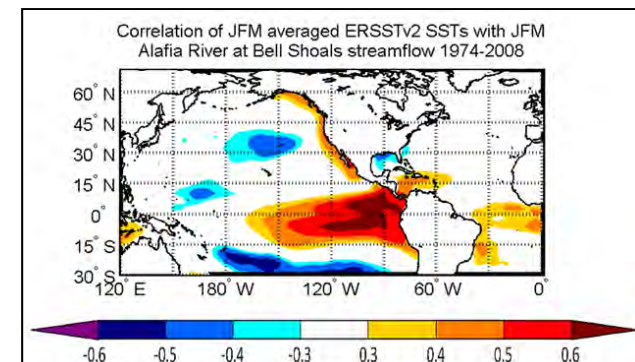 Correlation of JFM averaged ERSSTv2 SSTs with JFM
Alafia River at Bell Shoals streamflow 1974-2008
60° N
45° N
30° N
15° N
0°
15° S
30° S
120° E 180° W 120° W 60° W 0°
-0.6 -0.5 -0.4 -0.3 0.3 0.4 0.5 0.6